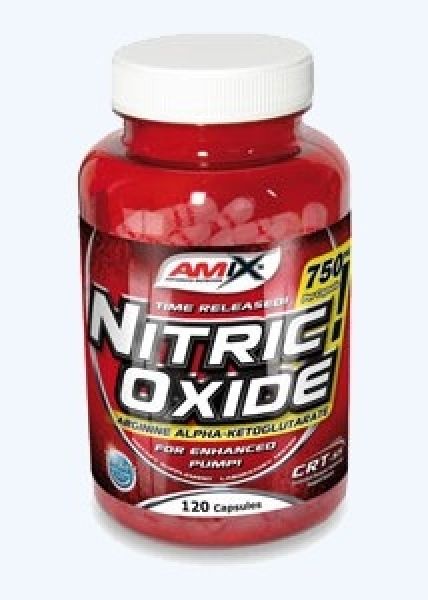 AMIX
750
TIME RELEASED!
NITRIC!
OXIDE
ARGININE ALPHA-KETOGLUTARATE
FOR ENHANCED
PUMP!
CRT
120 Capsules